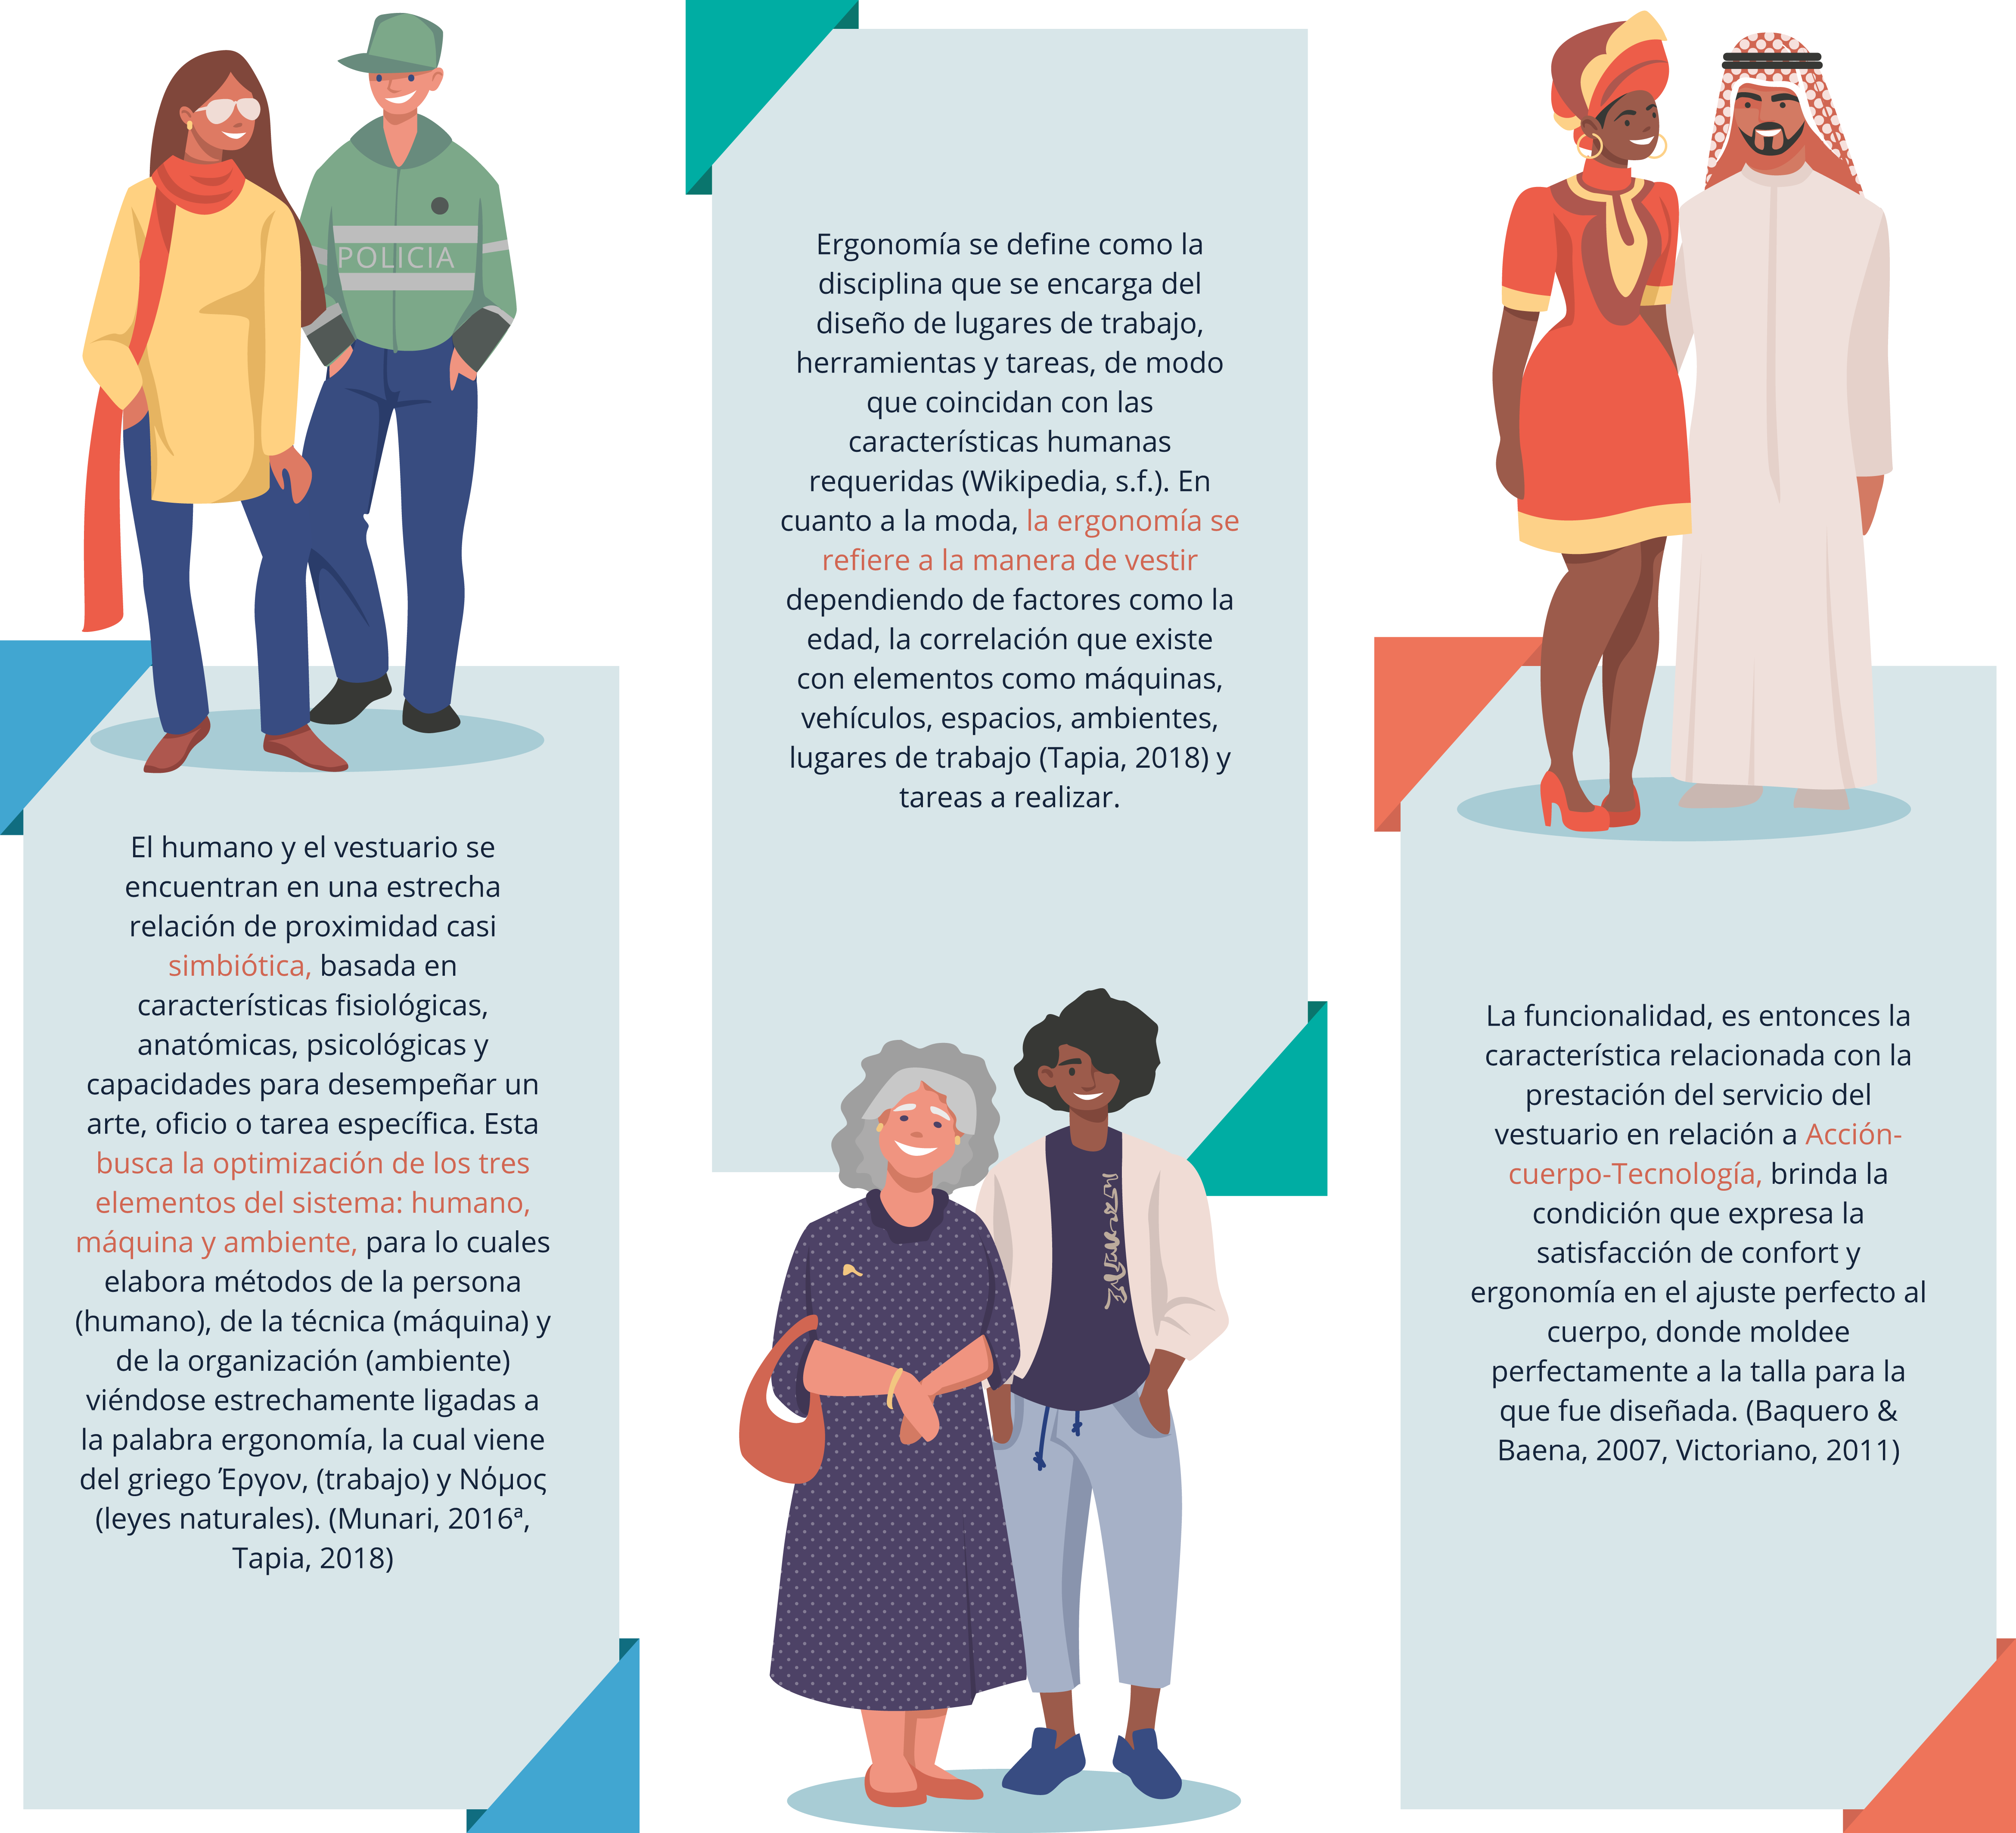 POLICIA
El humano y el vestuario se
encuentran en una estrecha
relación de proximidad casi
simbiótica, basada en
características fisiológicas,
anatómicas, psicológicas y
capacidades para desempeñar un
arte, oficio o tarea específica. Esta
busca la optimización de los tres
elementos del sistema: humano,
máquina y ambiente, para lo cuales
elabora métodos de la persona
(humano), de la técnica (máquina) y
de la organización (ambiente)
viéndose estrechamente ligadas a
la palabra ergonomía, la cual viene
del griego Έργον, (trabajo) y Νόμος
(leyes naturales). (Munari, 2016ª,
Tapia, 2018)
Ergonomía se define como la
disciplina que se encarga del
diseño de lugares de trabajo,
herramientas y tareas, de modo
que coincidan con las
características humanas
requeridas (Wikipedia, s.f.). En
cuanto a la moda, la ergonomía se
refiere a la manera de vestir
dependiendo de factores como la
edad, la correlación que existe
con elementos como máquinas,
vehículos, espacios, ambientes,
lugares de trabajo (Tapia, 2018) y
tareas a realizar.
La funcionalidad, es entonces la
característica relacionada con la
prestación del servicio del
vestuario en relación a Acción-
cuerpo-Tecnología, brinda la
condición que expresa la
satisfacción de confort y
ergonomía en el ajuste perfecto al
cuerpo, donde moldee
perfectamente a la talla para la
que fue diseñada. (Baquero &
Baena, 2007, Victoriano, 2011)